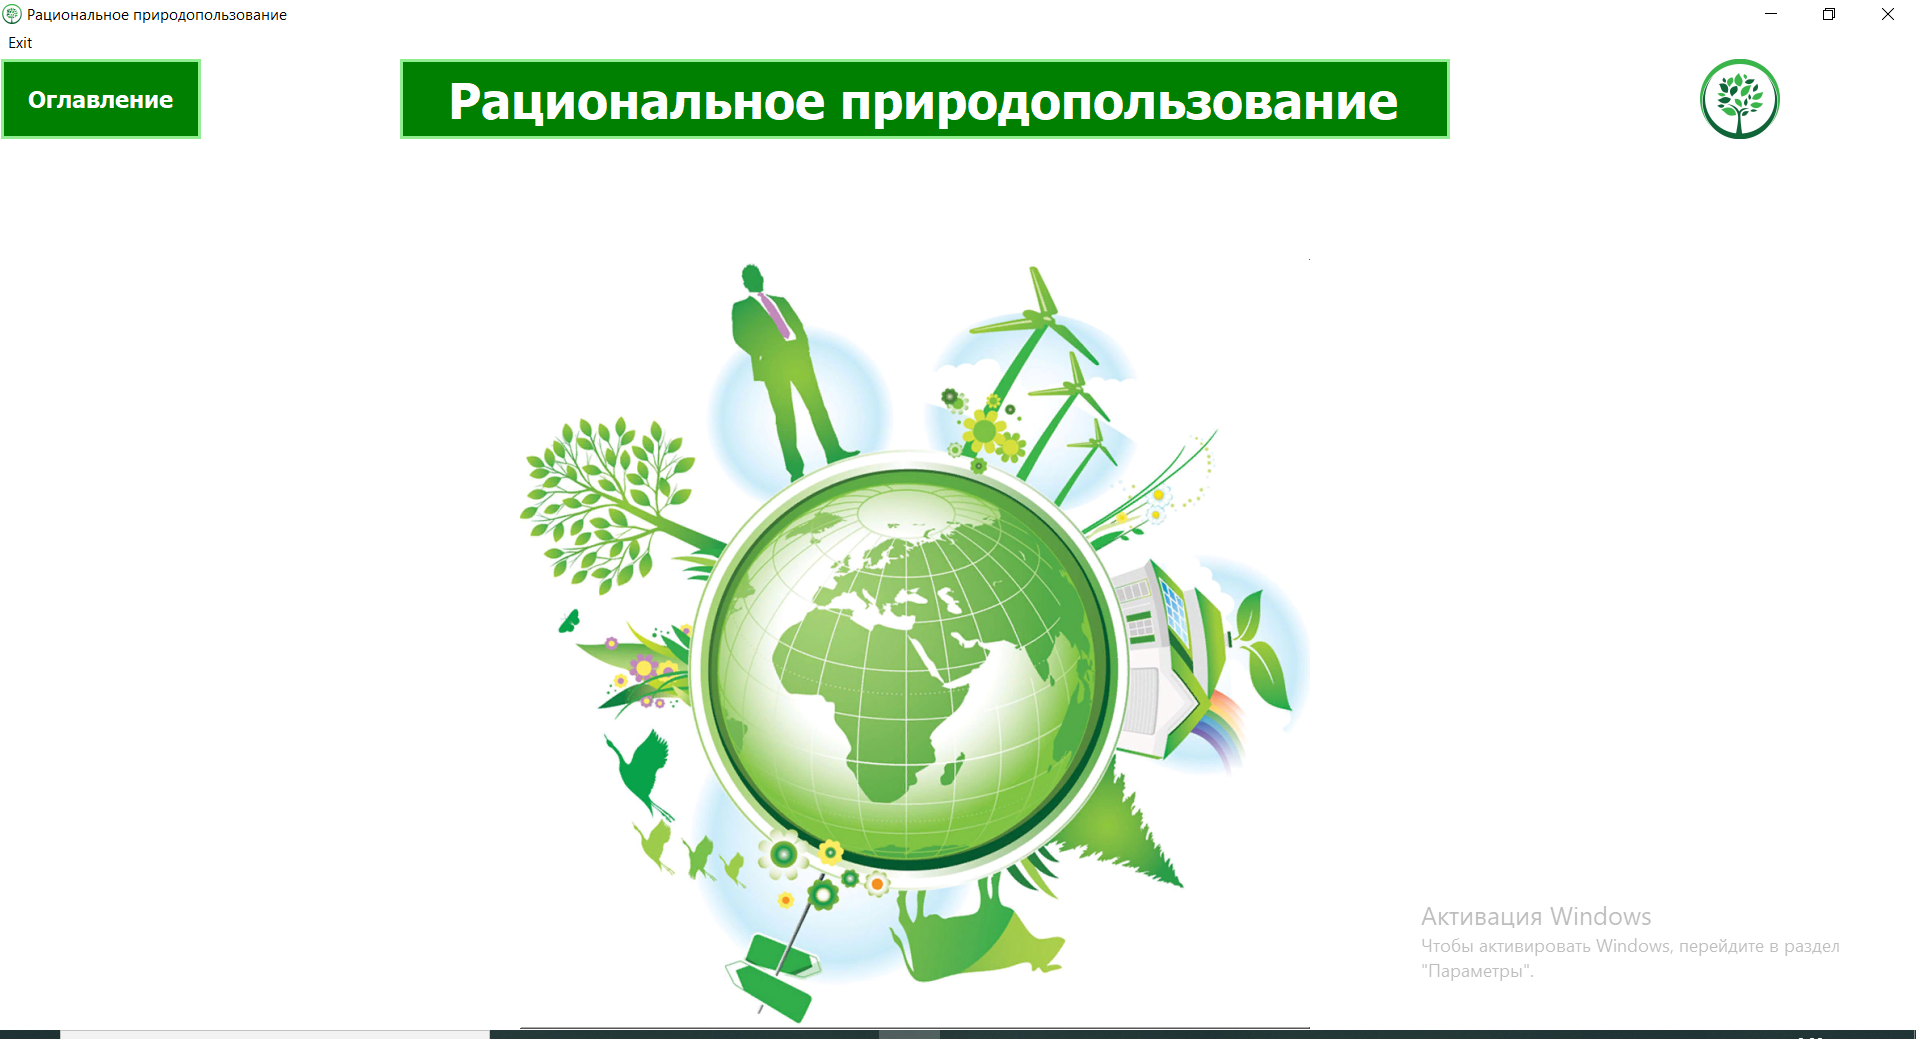 Рациональное природопользование
Exit
Оглавление
Рациональное природопользование
Активация Windows
Чтобы активировать Windows, перейдите в раздел
"Параметры".